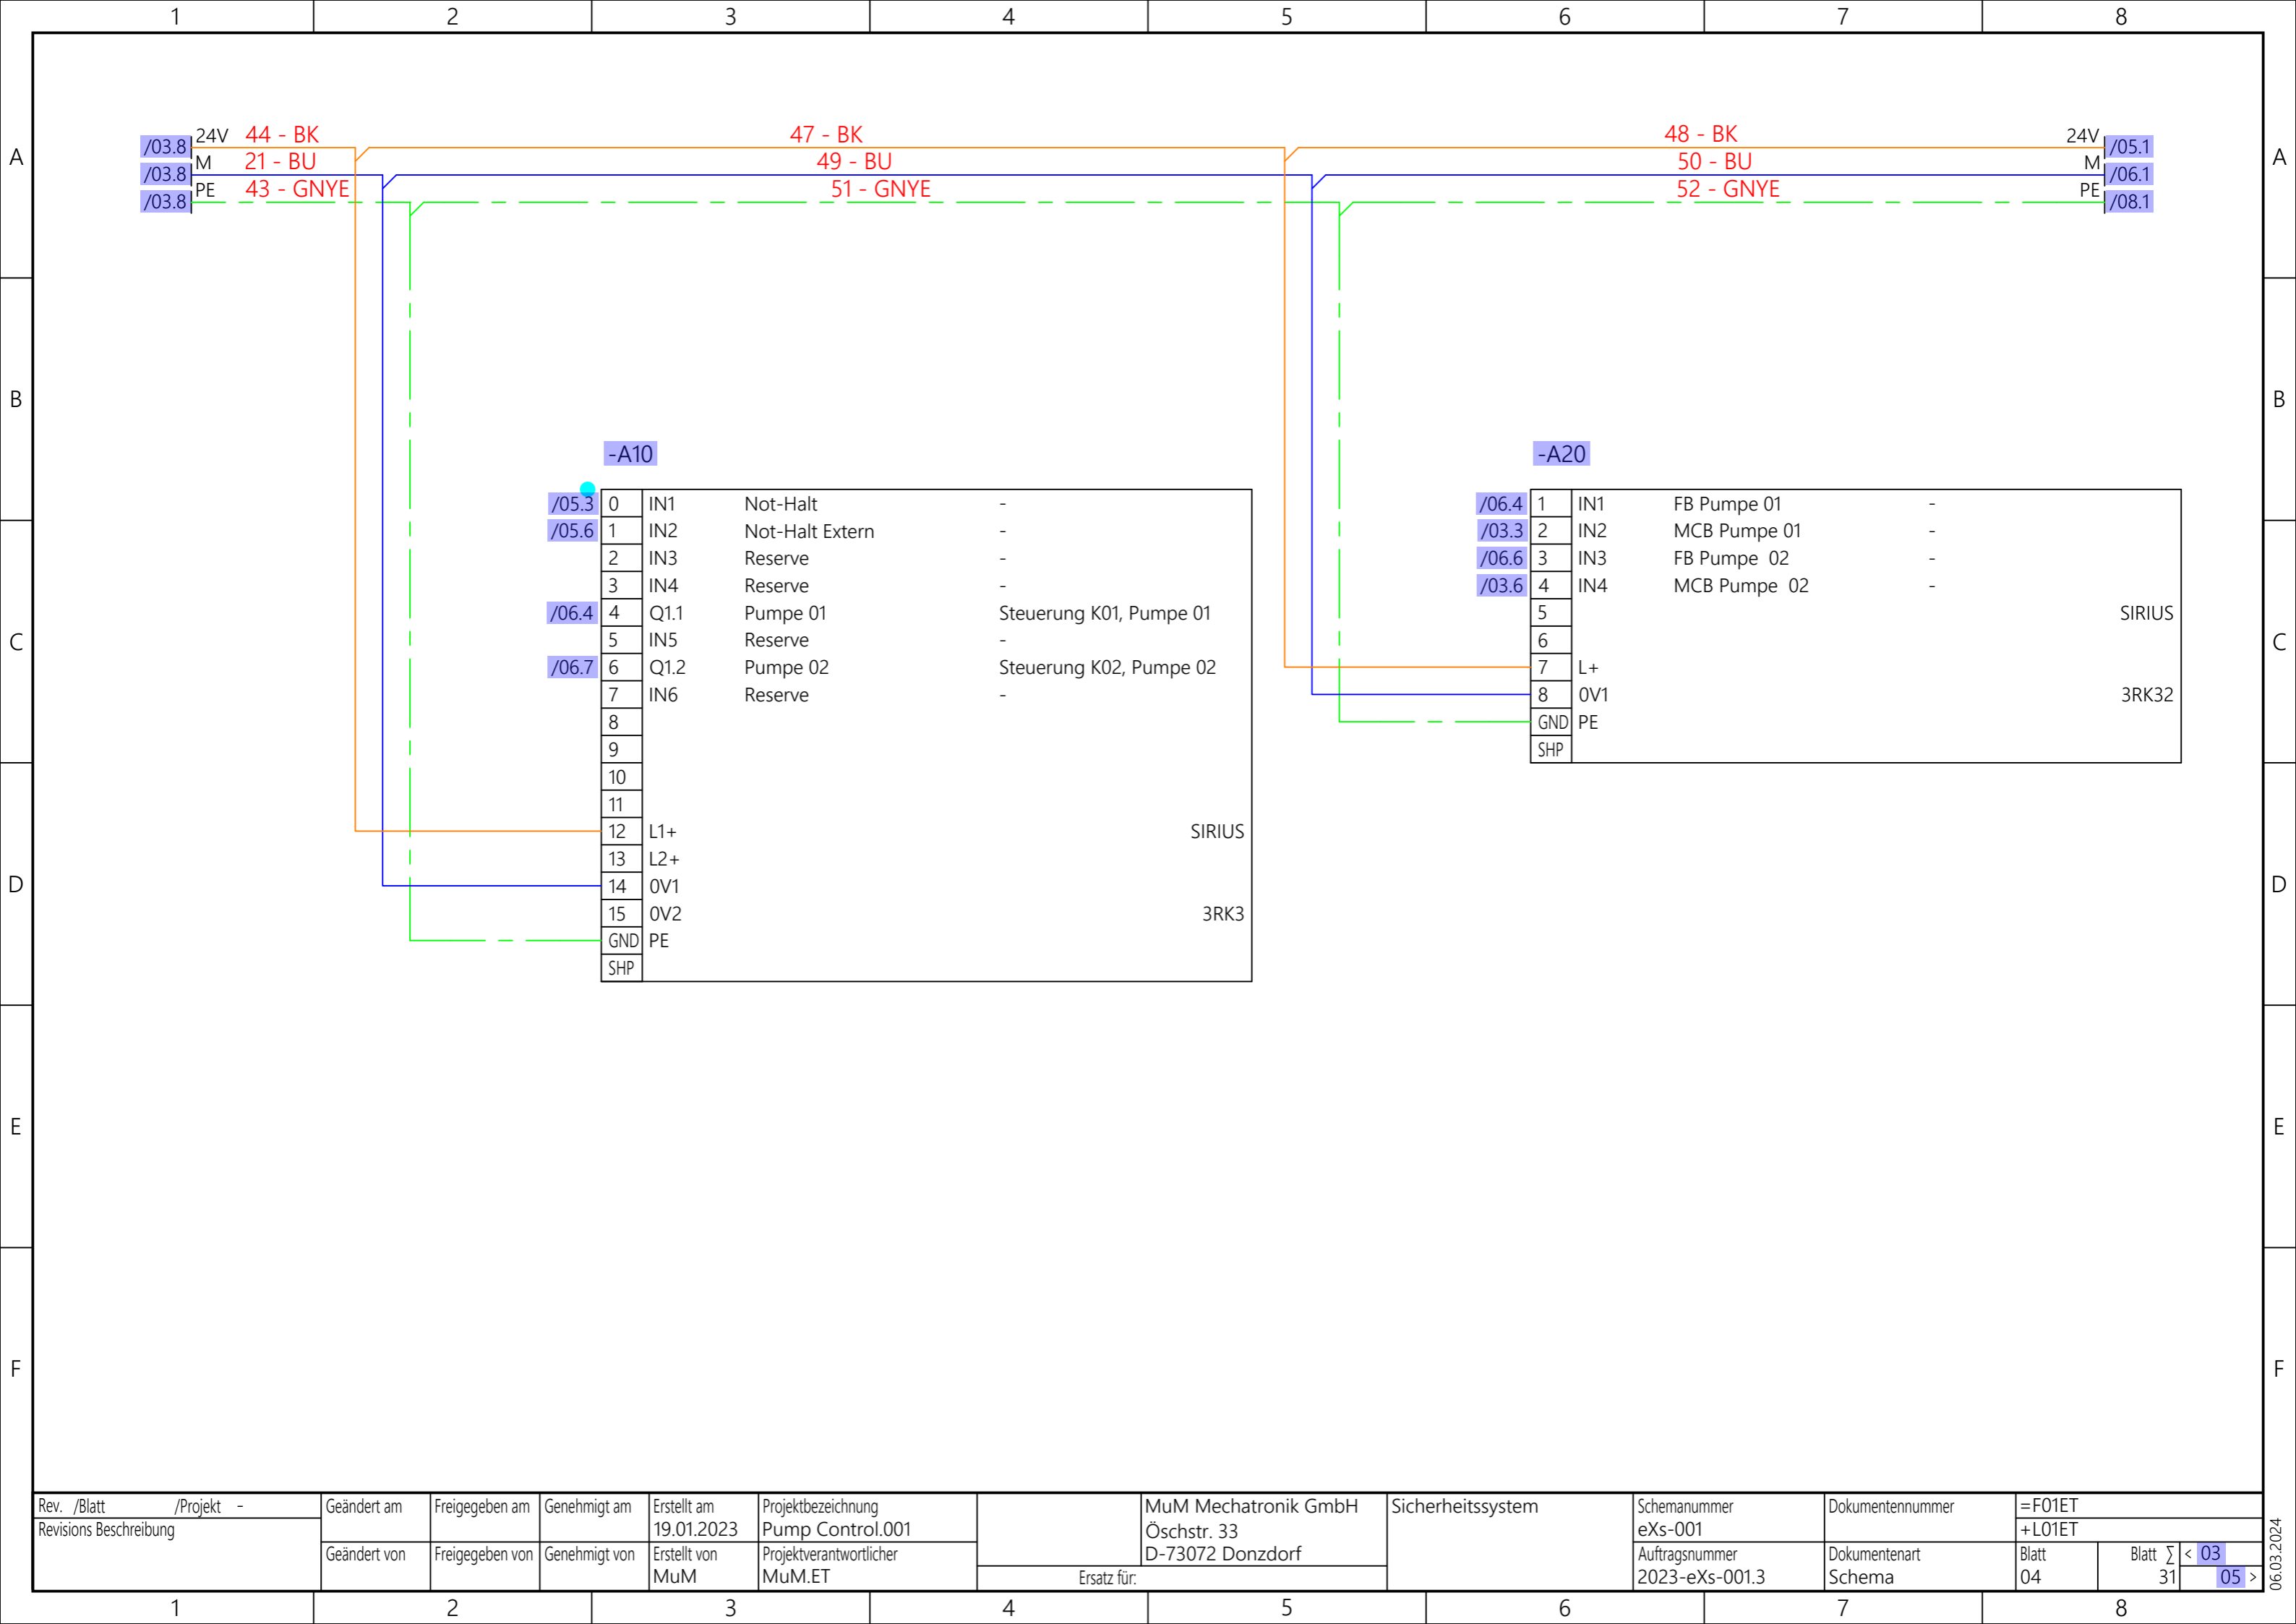 1 2 3 4 5 6 7 8
A A
/03.8 24V 44 - BK 47 - BK 48 - BK 24V /05.1
/03.8 M 21 - BU 49 - BU 50 - BU M /06.1
/03.8 PE 43 - GNYE 51 - GNYE 52 - GNYE PE /08.1
B B
-A10
/05.3 0 IN1 Not-Halt -
/05.6 1 IN2 Not-Halt Extern -
2 IN3 Reserve -
3 IN4 Reserve -
/06.4 4 Q1.1 Pumpe 01 Steuerung K01, Pumpe 01
5 IN5 Reserve -
/06.7 6 Q1.2 Pumpe 02 Steuerung K02, Pumpe 02
7 IN6 Reserve -
8
9
10
11
12 L1+ SIRIUS
13 L2+
14 0V1
15 0V2 3RK3
GND PE
SHP
-A20
/06.4 1 IN1 FB Pumpe 01 -
/03.3 2 IN2 MCB Pumpe 01 -
/06.6 3 IN3 FB Pumpe 02 -
/03.6 4 IN4 MCB Pumpe 02 -
5 SIRIUS
6
7 L+
8 0V1 3RK32
GND PE
SHP
C C
D D
E E
F F
Rev. /Blatt /Projekt -
Revisions Beschreibung
Geändert am
Geändert von
Freigegeben am
Freigegeben von
Genehmigt am
Genehmigt von
Erstellt am
19.01.2023
Erstellt von
MuM
Projektbezeichnung
Pump Control.001
Projektverantwortlicher
MuM.ET
MuM Mechatronik GmbH
Öschstr. 33
D-73072 Donzdorf
Ersatz für:
Sicherheitssystem
Schemanummer
eXs-001
Auftragsnummer
2023-eXs-001.3
Dokumentennummer
Dokumentenart
Schema
=F01ET
+L01ET
Blatt
04
Blatt ∑
31
< 03
05 >
06.03.2024
1 2 3 4 5 6 7 8